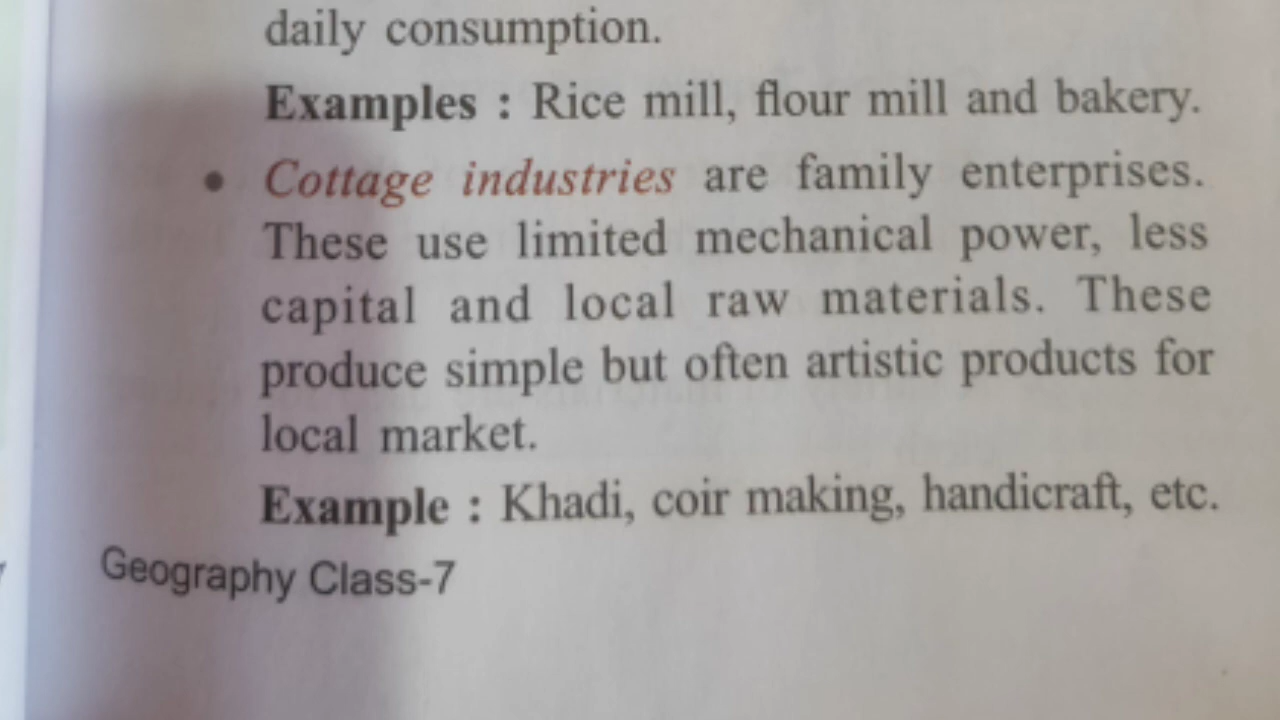 daily consumption.
Examples : Rice mill, flour mill and bakery.
• Cottage industries are family enterprises.
These use limited mechanical power, less
capital and local raw materials. These
produce simple but often artistic products for
local market.
Example : Khadi, coir making, handicraft, etc.
Geography Class-7